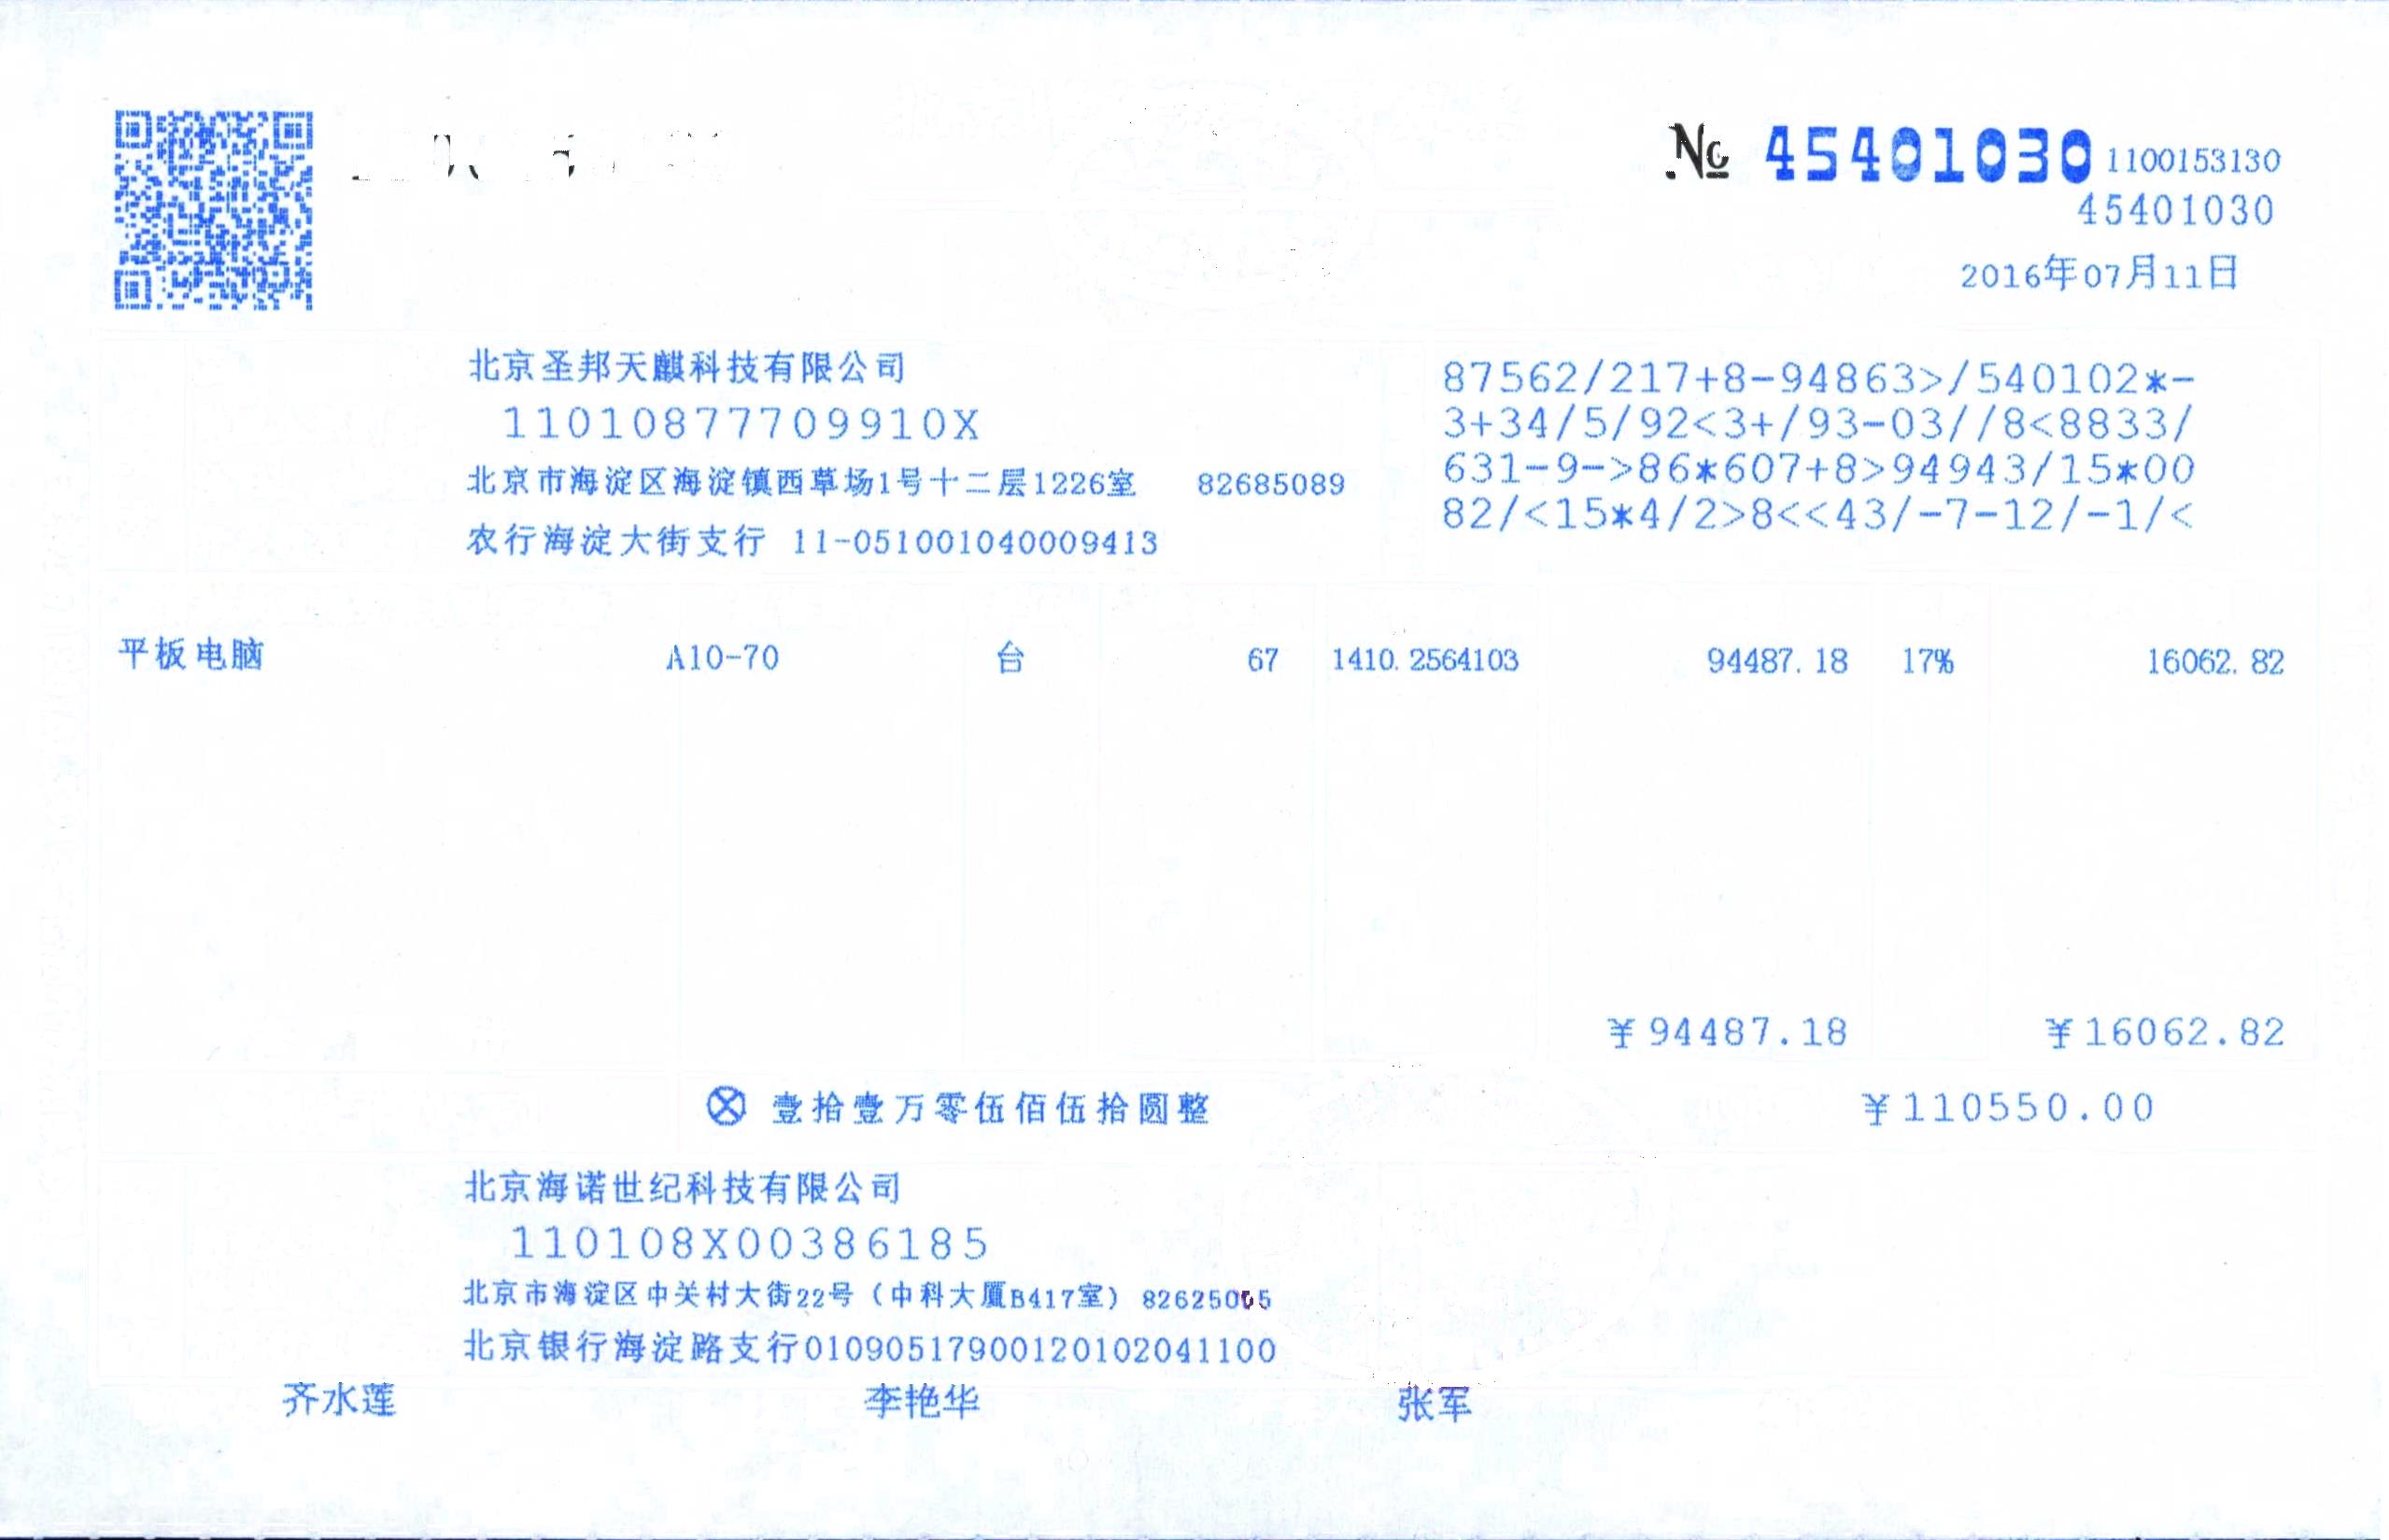 № 45401030 1100153130
45401030
2016年07月11日
北京圣邦天麒科技有限公司
11010877709910X
北京市海淀区海淀镇西草场1号十二层1226室 82685089
农行海淀大街支行 11-051001040009413
87562/217+8-94863>/540102*-
3+34/5/92<3+/93-03//8<8833/
631-9->86*607+8>94943/15*00
82/<15*4/2>8<<43/-7-12/-1/<
平板电脑 A10-70 台 67 1410.2564103 94487.18 17% 16062.82
¥94487.18 ¥16062.82
ⓧ 壹拾壹万零伍佰伍拾圆整 ¥110550.00
北京海诺世纪科技有限公司
110108X00386185
北京市海淀区中关村大街22号（中科大厦B417室）
北京银行海淀路支行01090517900120102041100
齐水莲 李艳华 张军